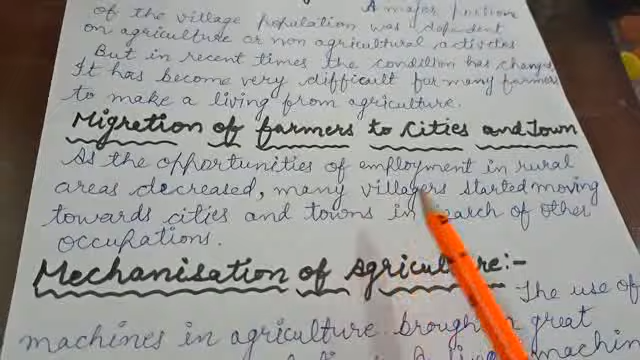 A major portion
of the village population was dependent
on agriculture or non agricultural activities
But in recent times the condition has changed
It has become very difficult for many farmers
to make a living from agriculture.
Migretion of farmers to Cities and Town
As the opportunities of employment in rural
areas decreased, many villagers started moving
towards cities and towns in search of other
occupations.
Mechanisation of Agriculture:-
The use of
machines in agriculture brought great
machin